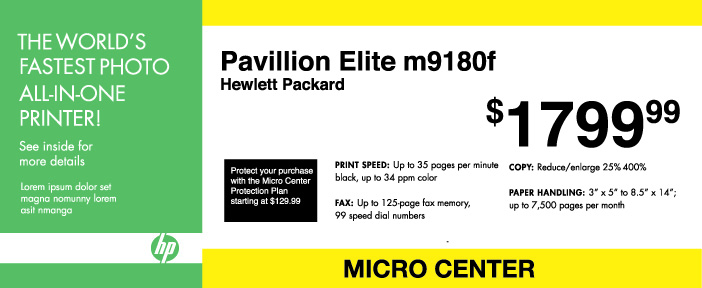 THE WORLD'S
FASTEST PHOTO
ALL-IN-ONE
PRINTER!
See inside for
more details
Lorem ipsum dolor set
magna nomunny lorem
asit nmanga
hp
Pavillion Elite m9180f
Hewlett Packard
$1799 99
Protect your purchase
with the Micro Center
Protection Plan
starting at $129.99
PRINT SPEED: Up to 35 pages per minute
black, up to 34 ppm color
FAX: Up to 125-page fax memory,
99 speed dial numbers
COPY: Reduce/enlarge 25% 400%
PAPER HANDLING: 3” x 5” to 8.5” x 14”;
up to 7,500 pages per month
MICRO CENTER